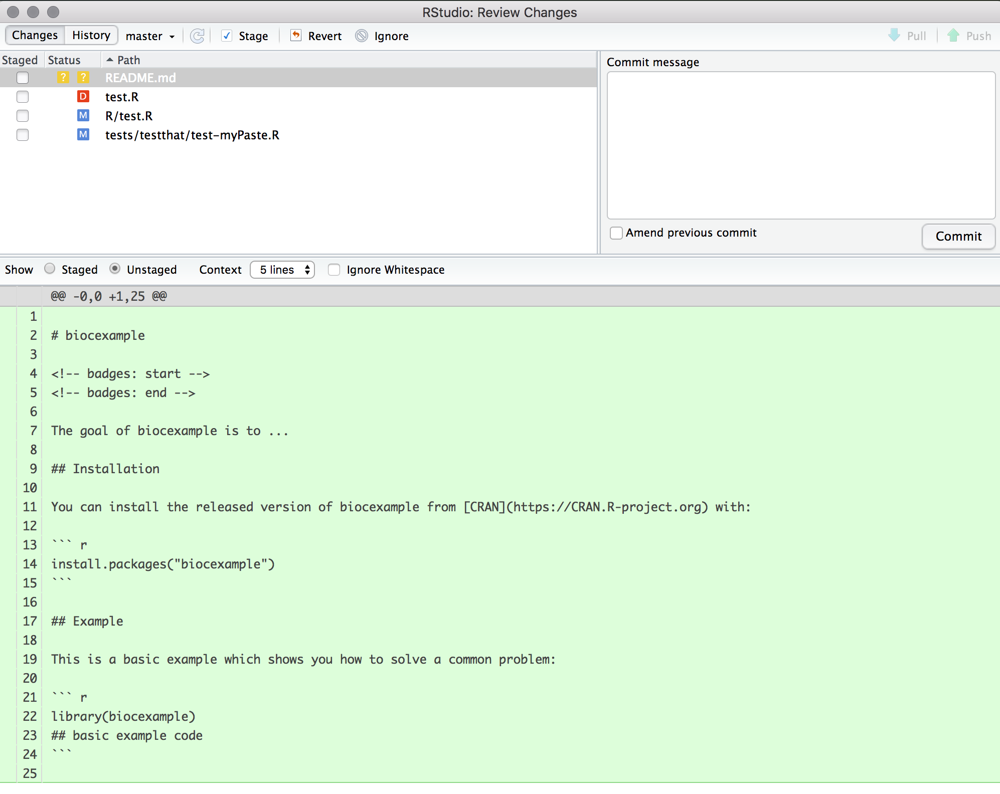 RStudio: Review Changes
Changes History master Stage Revert Ignore Pull Push
Staged Status Path
? ? README.md
D test.R
M R/test.R
M tests/testthat/test-myPaste.R
Commit message
Amend previous commit
Commit
Show Staged Unstaged Context 5 lines Ignore Whitespace
@@ -0,0 +1,25 @@
1
2 # biocexample
3
4 <!-- badges: start -->
5 <!-- badges: end -->
6
7 The goal of biocexample is to ...
8
9 ## Installation
10
11 You can install the released version of biocexample from [CRAN](https://CRAN.R-project.org) with:
12
13 ``` r
14 install.packages("biocexample")
15 ```
16
17 ## Example
18
19 This is a basic example which shows you how to solve a common problem:
20
21 ``` r
22 library(biocexample)
23 ## basic example code
24 ```
25